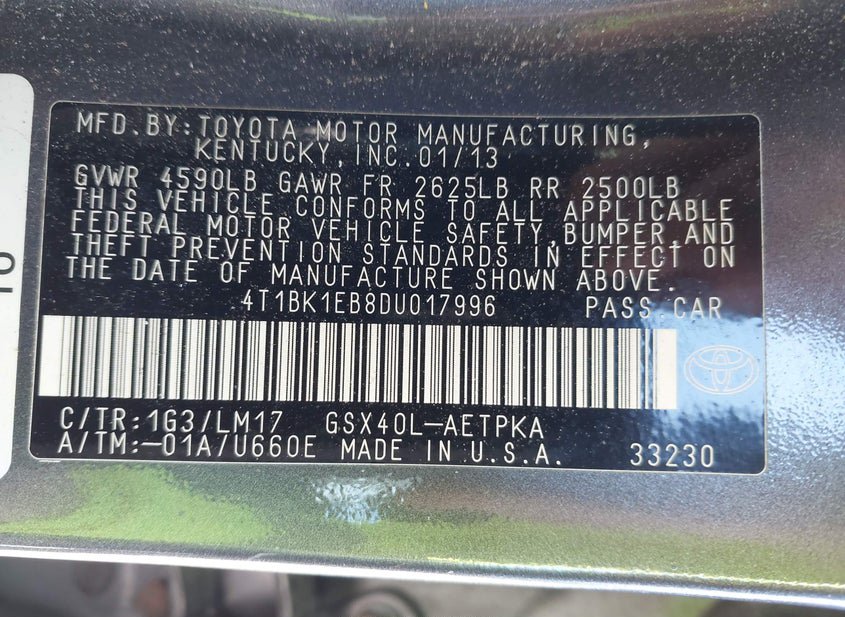 MFD.BY:TOYOTA MOTOR MANUFACTURING,
KENTUCKY,INC.01/13
GVWR 4590LB GAWR FR 2625LB RR 2500LB
THIS VEHICLE CONFORMS TO ALL APPLICABLE
FEDERAL MOTOR VEHICLE SAFETY,BUMPER,AND
THEFT PREVENTION STANDARDS IN EFFECT ON
THE DATE OF MANUFACTURE SHOWN ABOVE.
4T1BK1EB8DU017996 PASS.CAR
C/TR:1G3/LM17 GSX40L-AETPKA
A/TM:-01A/U660E MADE IN U.S.A. 33230